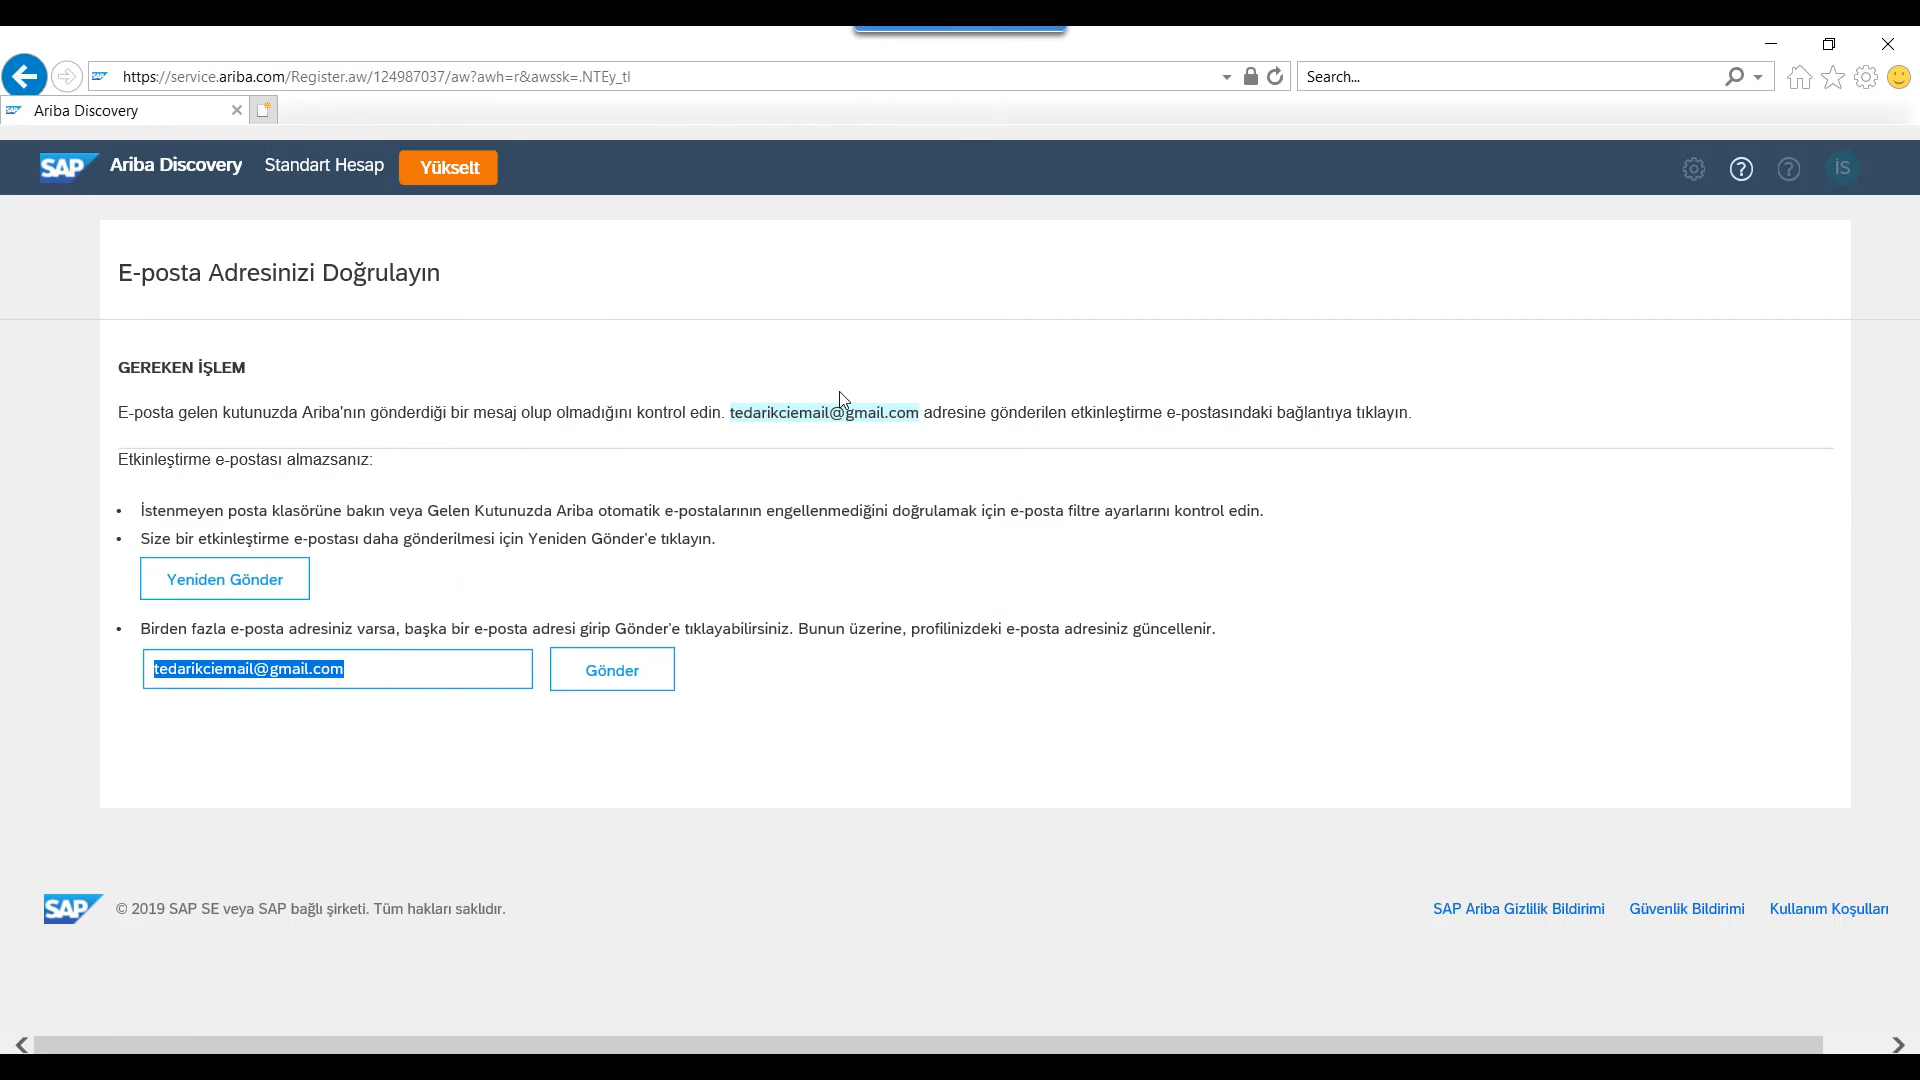 https://service.ariba.com/Register.aw/124987037/aw?awh=r&awssk=.NTEy_tl
Search...
Ariba Discovery
SAP Ariba Discovery Standart Hesap Yükselt
? ? İS
E-posta Adresinizi Doğrulayın
GEREKEN İŞLEM
E-posta gelen kutunuzda Ariba'nın gönderdiği bir mesaj olup olmadığını kontrol edin. tedarikciemail@gmail.com adresine gönderilen etkinleştirme e-postasındaki bağlantıya tıklayın.
Etkinleştirme e-postası almazsanız:
• İstenmeyen posta klasörüne bakın veya Gelen Kutunuzda Ariba otomatik e-postalarının engellenmediğini doğrulamak için e-posta filtre ayarlarını kontrol edin.
• Size bir etkinleştirme e-postası daha gönderilmesi için Yeniden Gönder'e tıklayın.
Yeniden Gönder
• Birden fazla e-posta adresiniz varsa, başka bir e-posta adresi girip Gönder'e tıklayabilirsiniz. Bunun üzerine, profilinizdeki e-posta adresiniz güncellenir.
tedarikciemail@gmail.com Gönder
SAP © 2019 SAP SE veya SAP bağlı şirketi. Tüm hakları saklıdır.
SAP Ariba Gizlilik Bildirimi Güvenlik Bildirimi Kullanım Koşulları